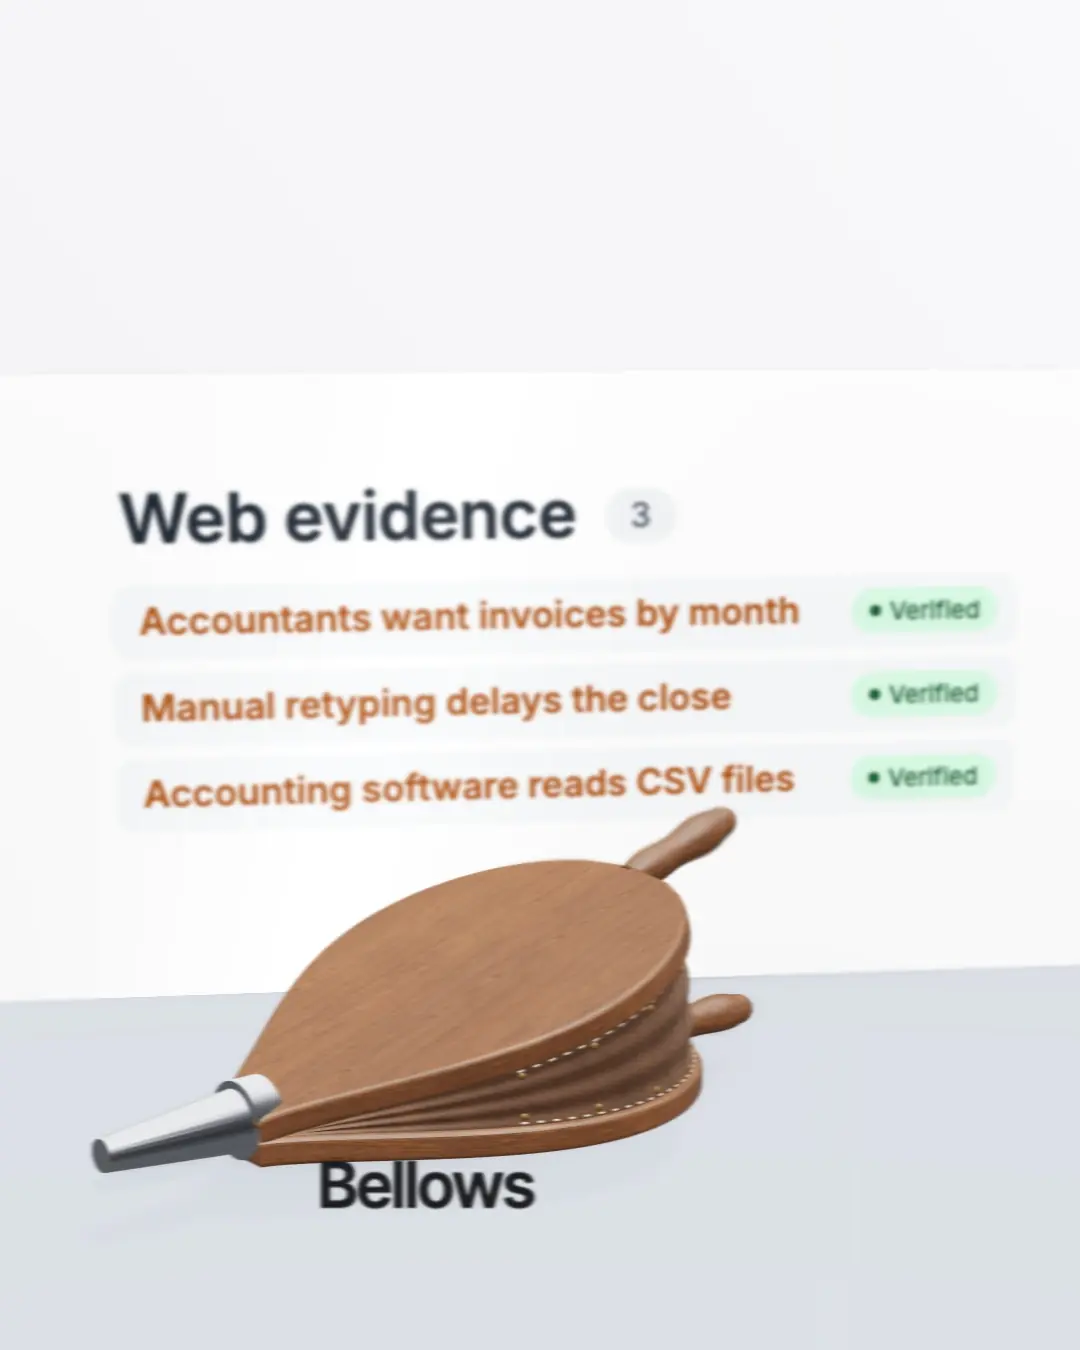 Web evidence 3
Accountants want invoices by month
Verified
Manual retyping delays the close
Verified
Accounting software reads CSV files
Verified
Bellows